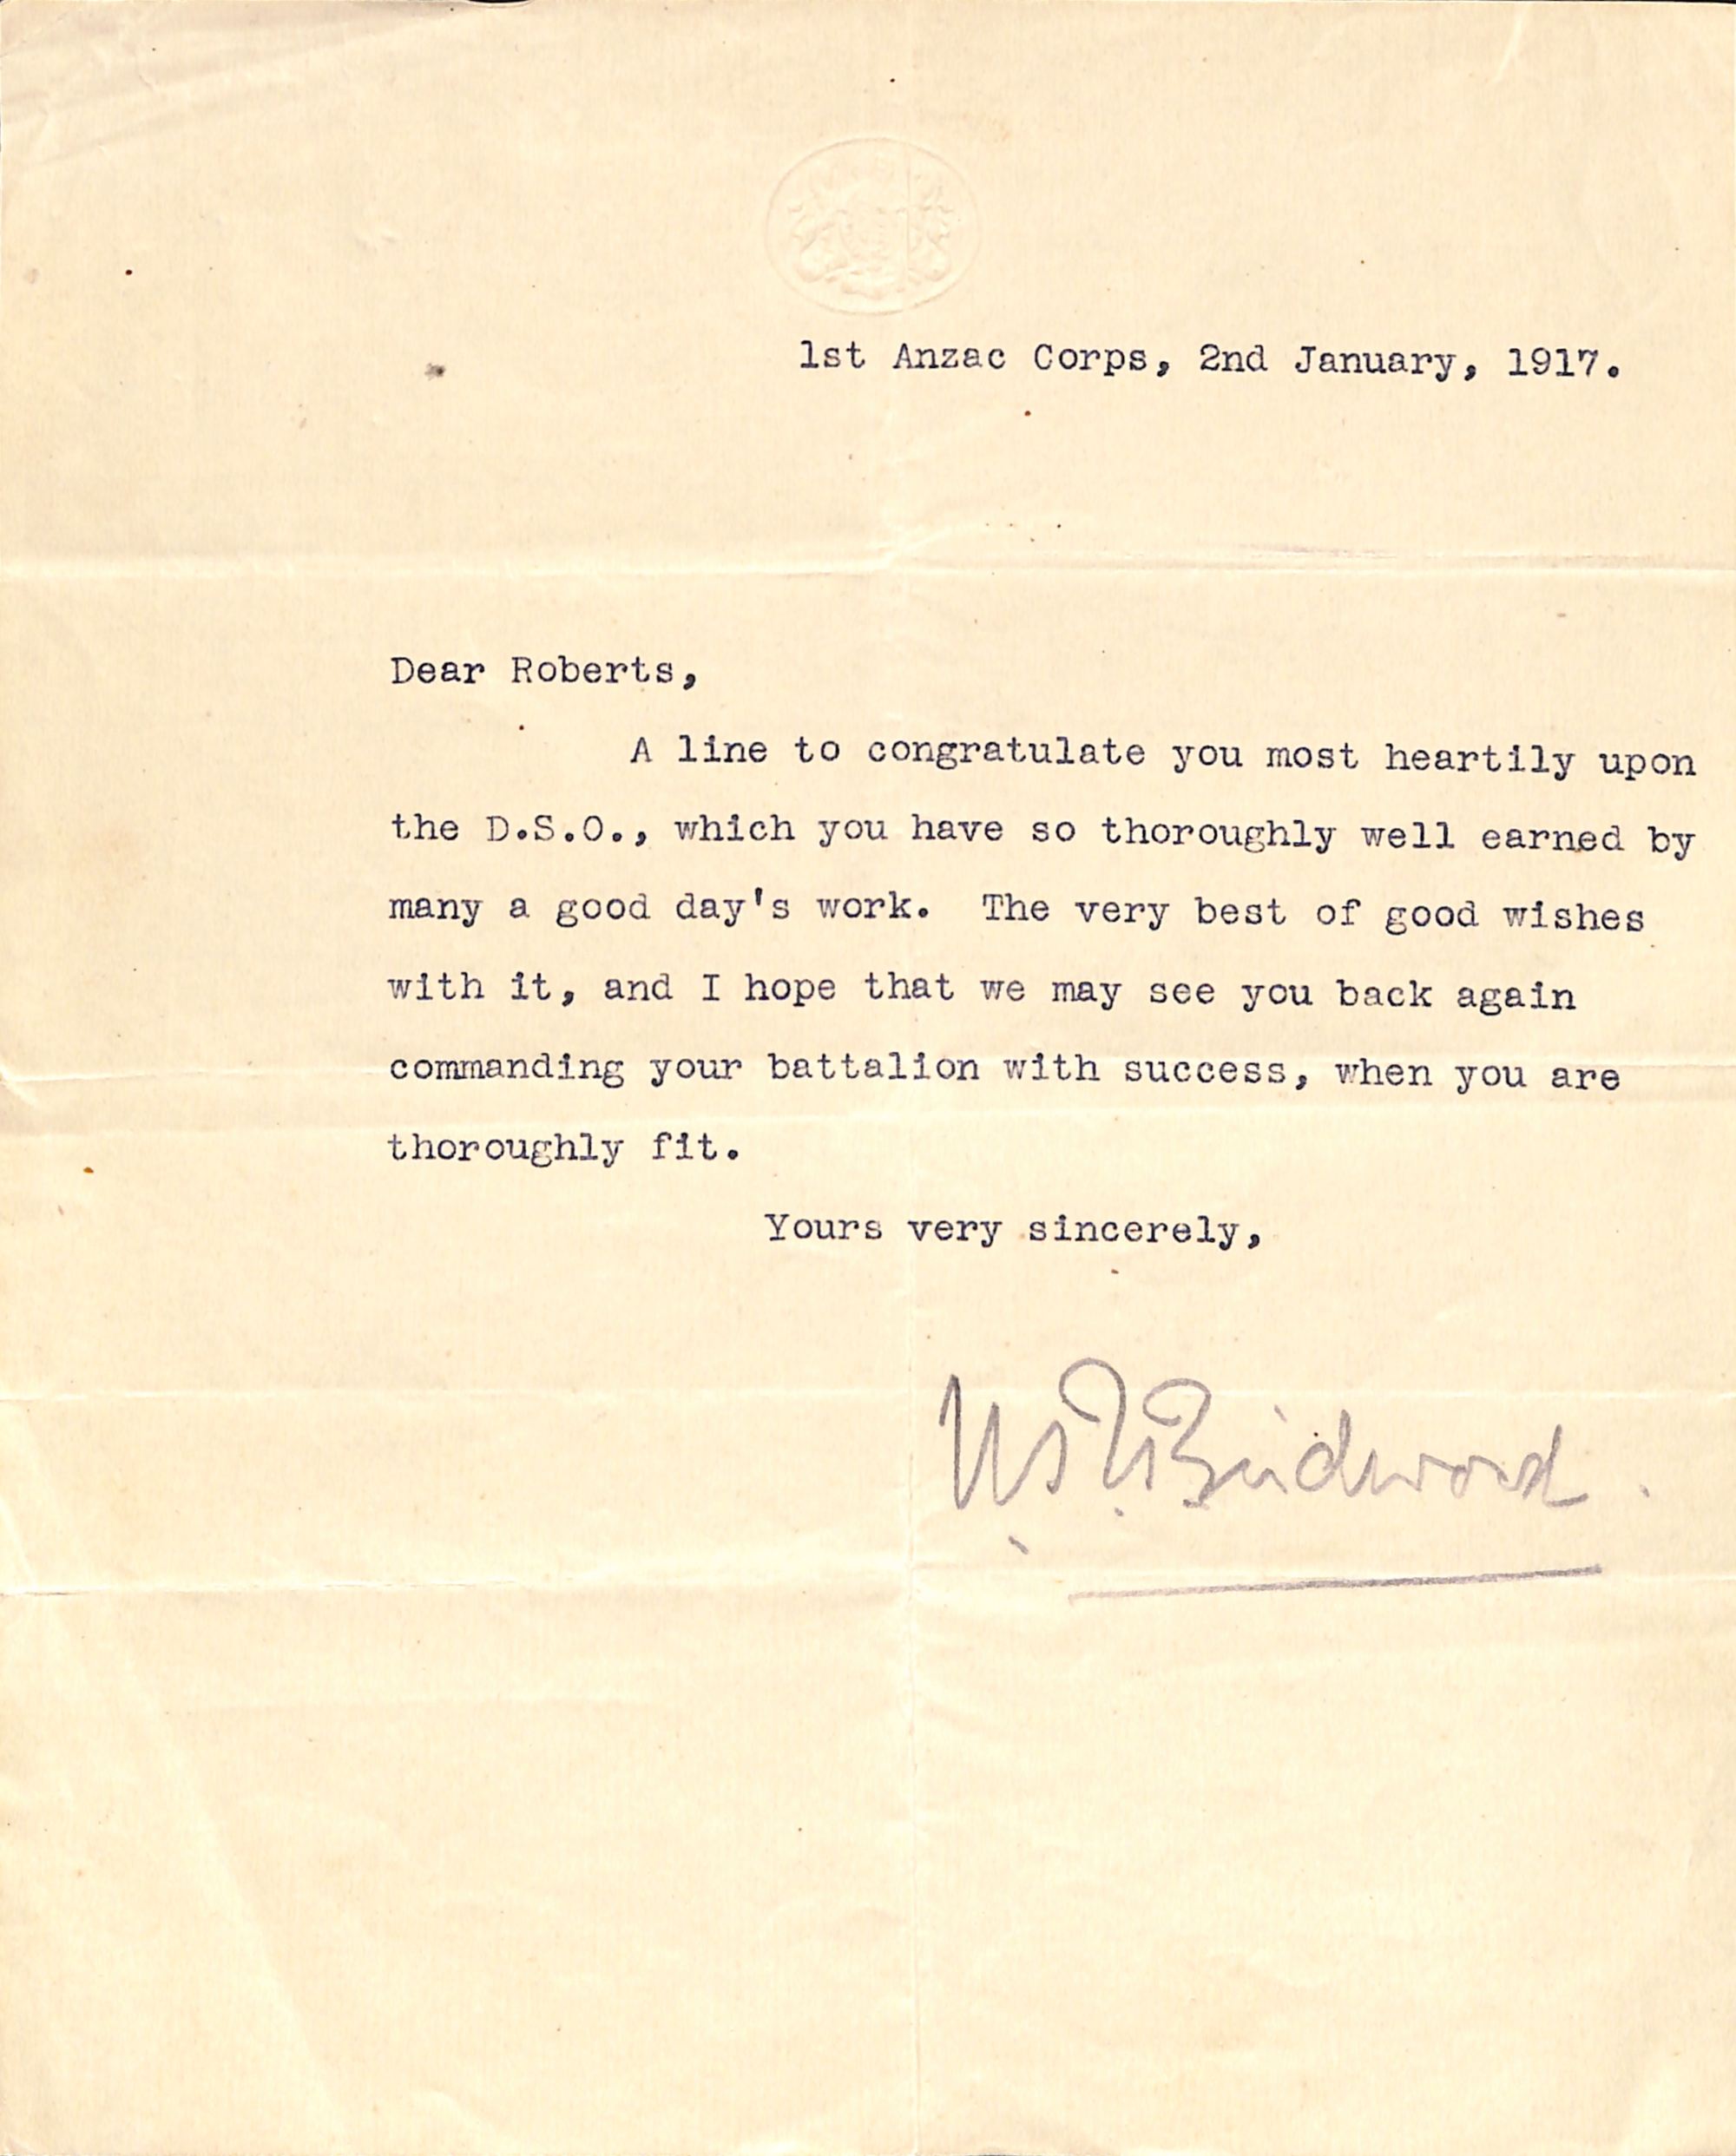 1st Anzac Corps, 2nd January, 1917.
Dear Roberts,
A line to congratulate you most heartily upon
the D.S.O., which you have so thoroughly well earned by
many a good day's work. The very best of good wishes
with it, and I hope that we may see you back again
commanding your battalion with success, when you are
thoroughly fit.
Yours very sincerely,
W R Birdwood.